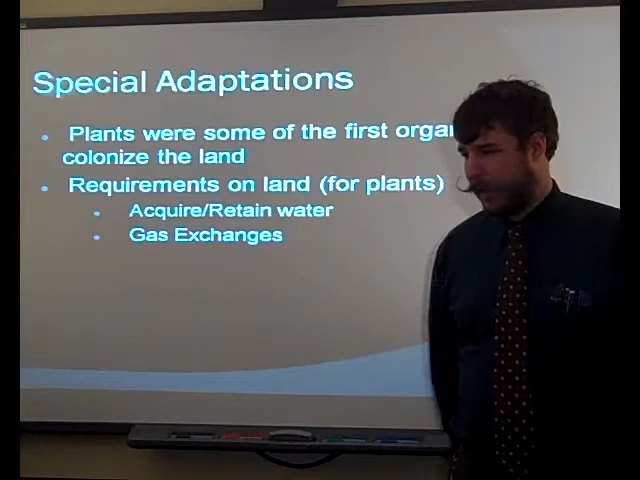 Special Adaptations
Plants were some of the first orga
colonize the land
Requirements on land (for plants)
Acquire/Retain water
Gas Exchanges